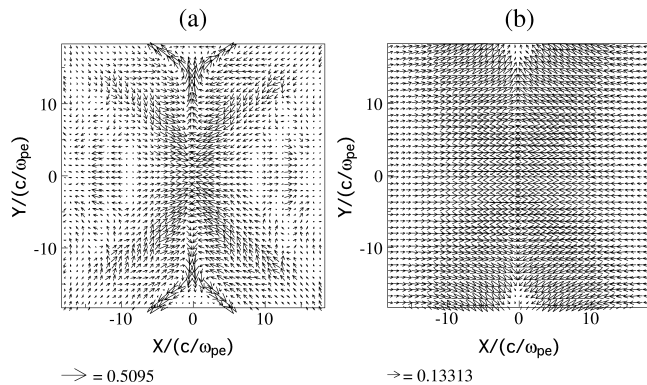 (a) (b)
10 10
0 0
-10 -10
Y/(c/ωpe) Y/(c/ωpe)
-10 0 10 -10 0 10
X/(c/ωpe) X/(c/ωpe)
= 0.5095 = 0.13313